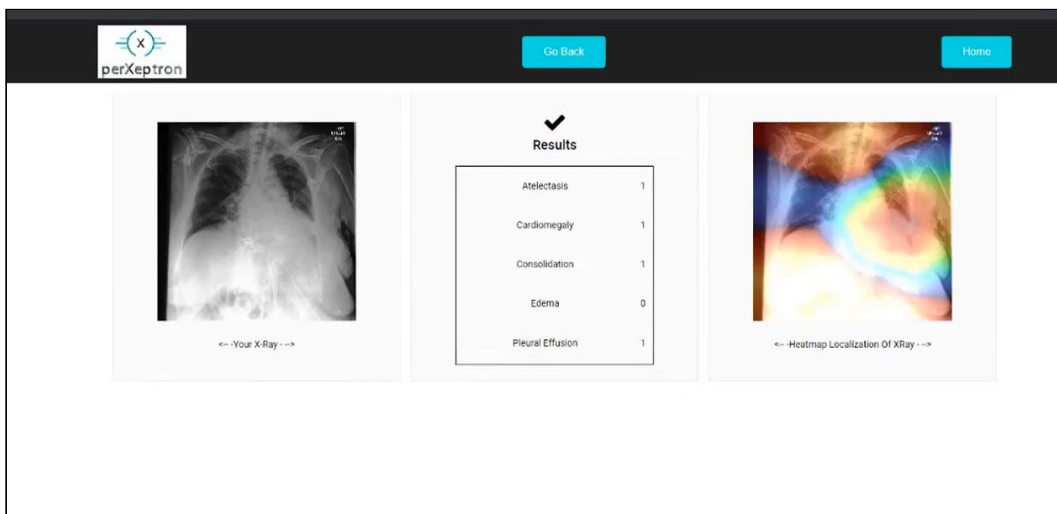 X
perXeptron
Go Back
Home
Results
Atelectasis 1
Cardiomegaly 1
Consolidation 1
Edema 0
Pleural Effusion 1
<-- -Your X-Ray - -->
<-- -Heatmap Localization Of XRay - -->